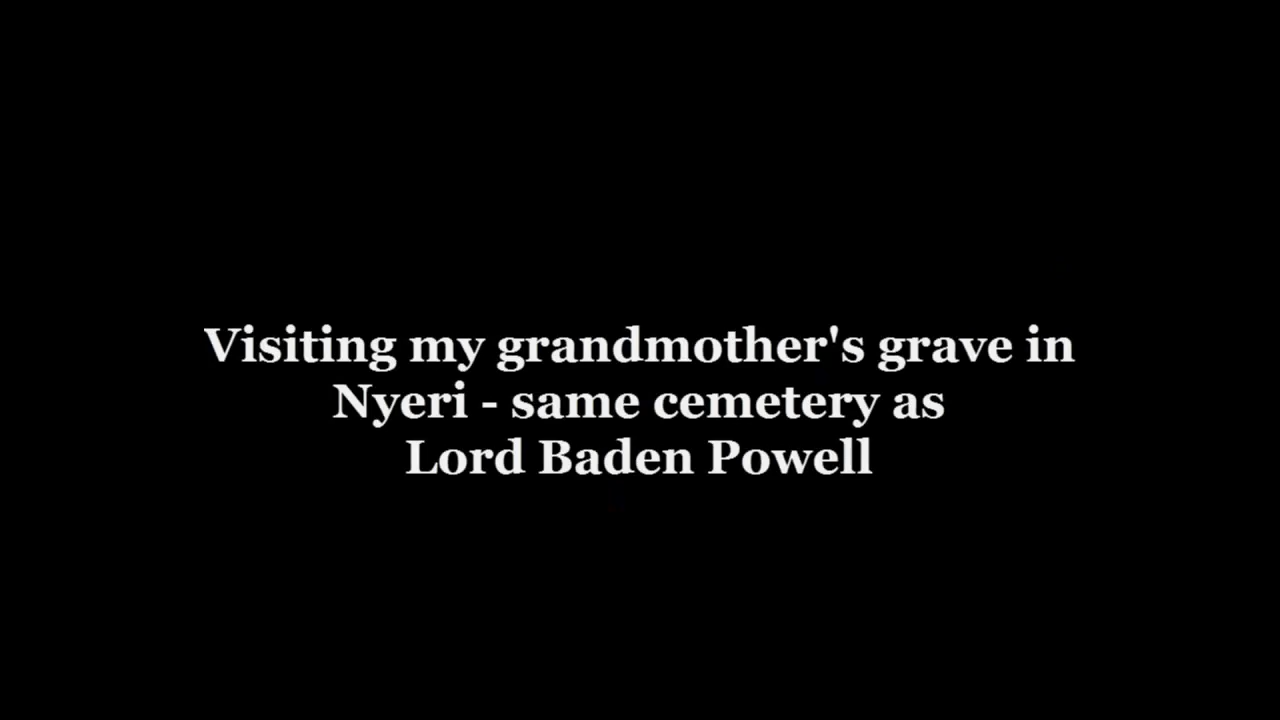 Visiting my grandmother's grave in
Nyeri - same cemetery as
Lord Baden Powell